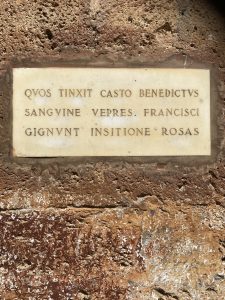 QVOS TINXIT CASTO BENEDICTVS
SANGVINE VEPRES. FRANCISCI
GIGNVNT INSITIONE ROSAS